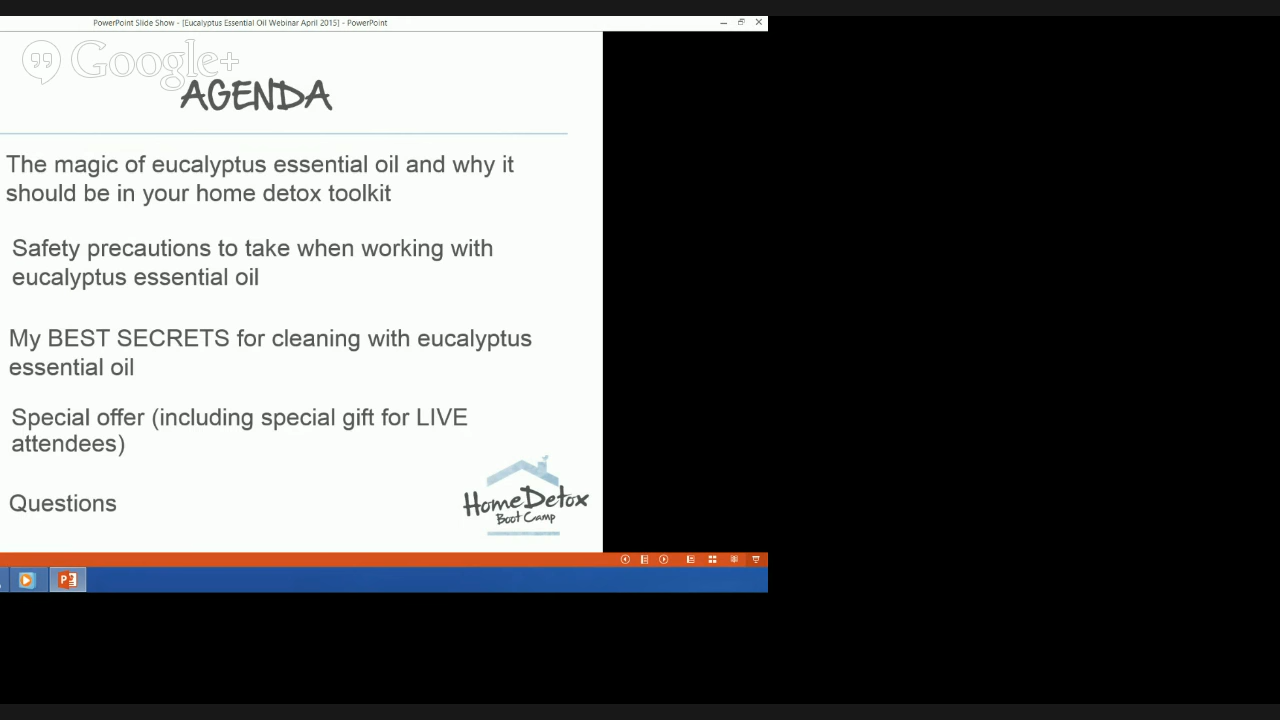 PowerPoint Slide Show - [Eucalyptus Essential Oil Webinar April 2015] - PowerPoint
Google+
AGENDA
The magic of eucalyptus essential oil and why it
should be in your home detox toolkit
Safety precautions to take when working with
eucalyptus essential oil
My BEST SECRETS for cleaning with eucalyptus
essential oil
Special offer (including special gift for LIVE
attendees)
Questions
HomeDetox
Boot Camp